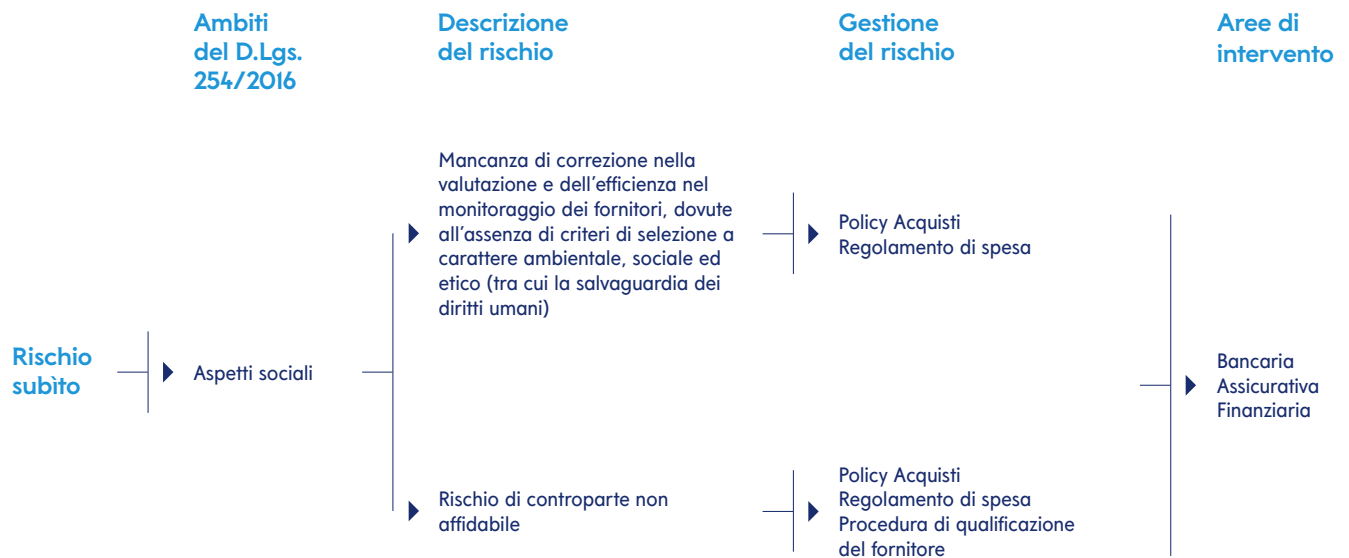 Ambiti
del D.Lgs.
254/2016
Descrizione
del rischio
Gestione
del rischio
Aree di
intervento
Rischio
subìto
Aspetti sociali
Mancanza di correzione nella
valutazione e dell'efficienza nel
monitoraggio dei fornitori, dovute
all'assenza di criteri di selezione a
carattere ambientale, sociale ed
etico (tra cui la salvaguardia dei
diritti umani)
Policy Acquisti
Regolamento di spesa
Rischio di controparte non
affidabile
Policy Acquisti
Regolamento di spesa
Procedura di qualificazione
del fornitore
Bancaria
Assicurativa
Finanziaria